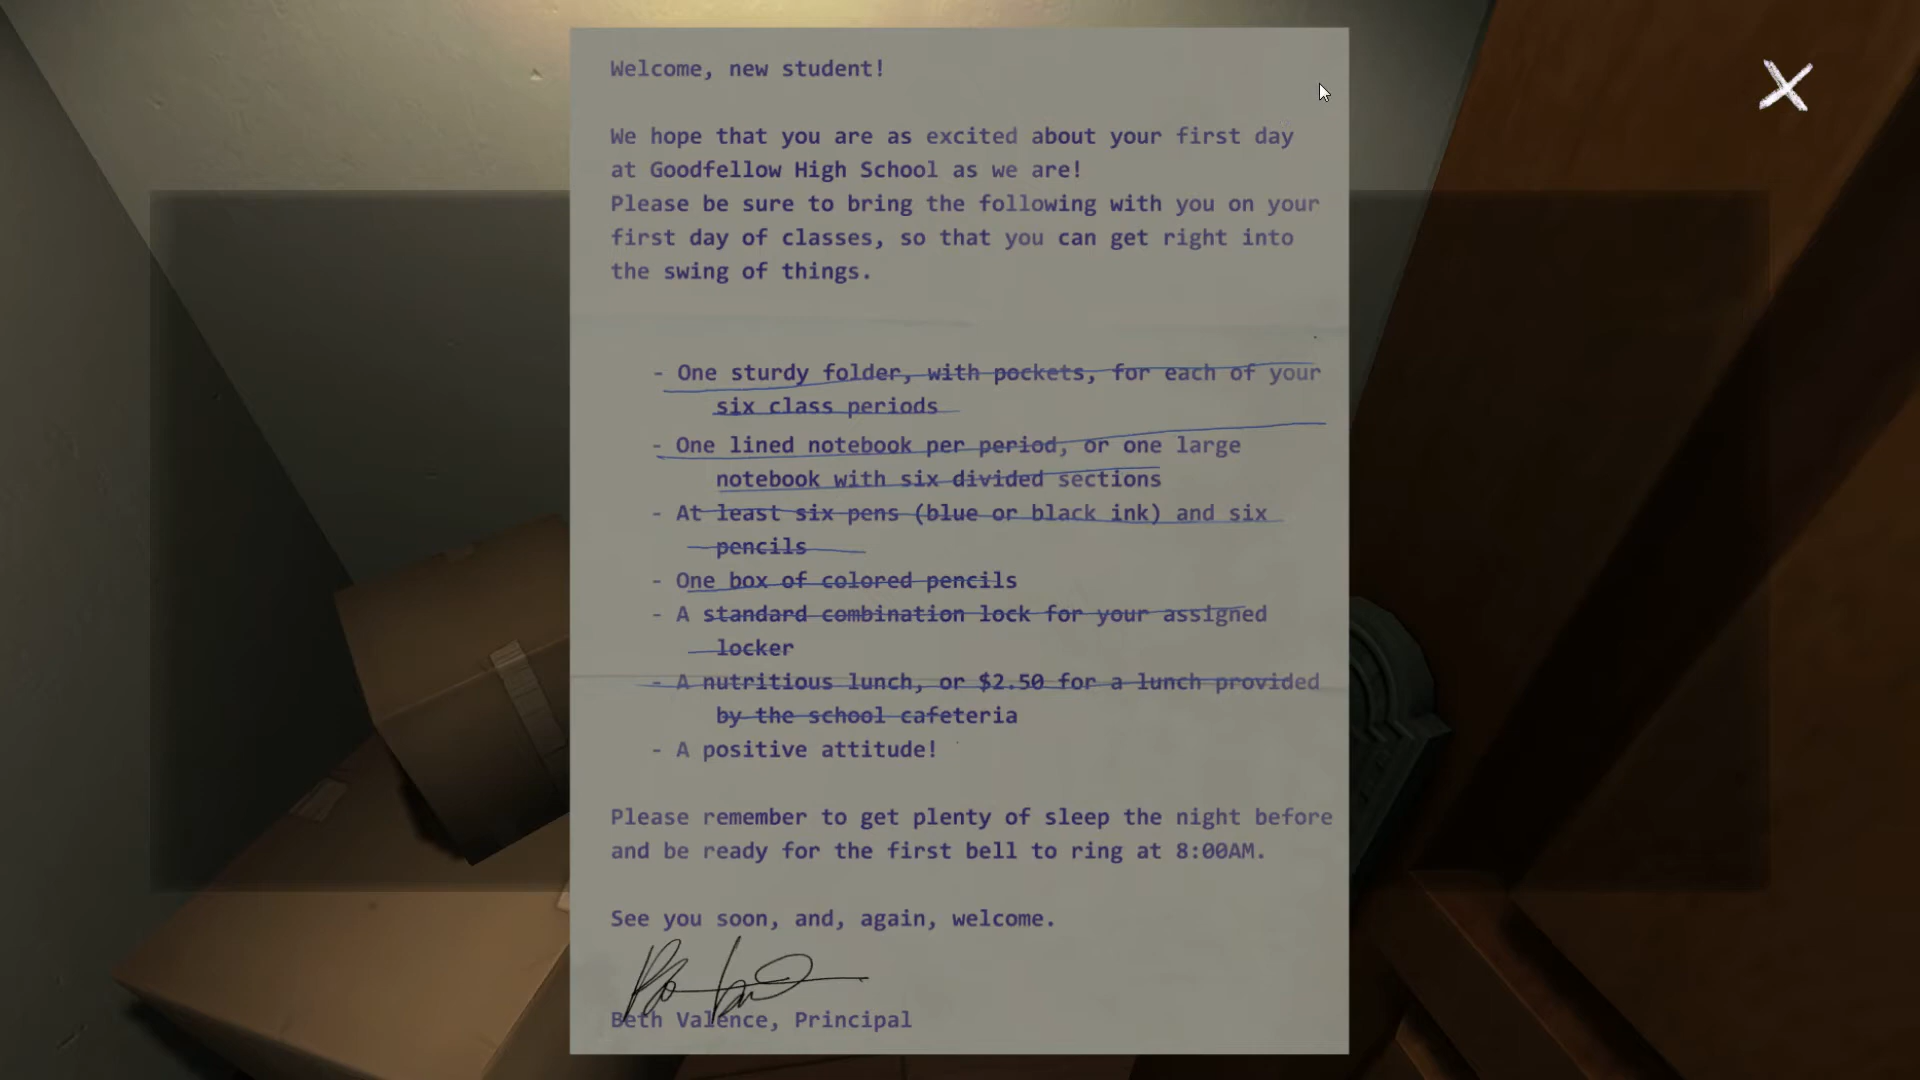 Welcome, new student!
We hope that you are as excited about your first day
at Goodfellow High School as we are!
Please be sure to bring the following with you on your
first day of classes, so that you can get right into
the swing of things.
- One sturdy folder, with pockets, for each of your
six class periods
- One lined notebook per period, or one large
notebook with six divided sections
- At least six pens (blue or black ink) and six
pencils
- One box of colored pencils
- A standard combination lock for your assigned
locker
- A nutritious lunch, or $2.50 for a lunch provided
by the school cafeteria
- A positive attitude!
Please remember to get plenty of sleep the night before
and be ready for the first bell to ring at 8:00AM.
See you soon, and, again, welcome.
Beth Valence, Principal